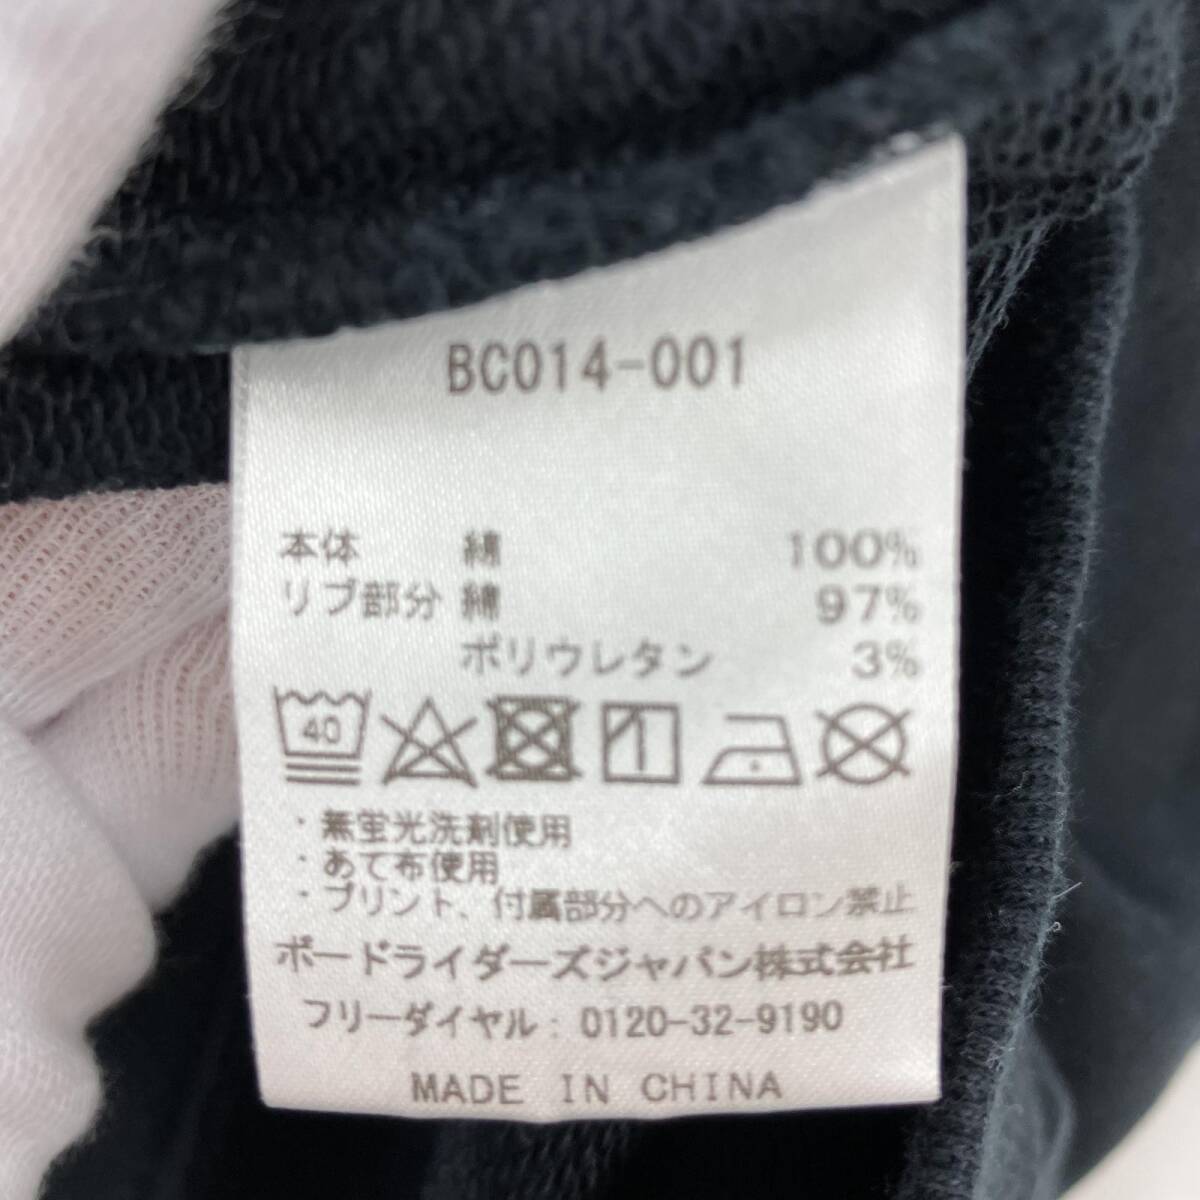 BC014-001
本体 綿 100%
リブ部分 綿 97%
ポリウレタン 3%
40
・無蛍光洗剤使用
・あて布使用
・プリント、付属部分へのアイロン禁止
ボードライダーズジャパン株式会社
フリーダイヤル: 0120-32-9190
MADE IN CHINA